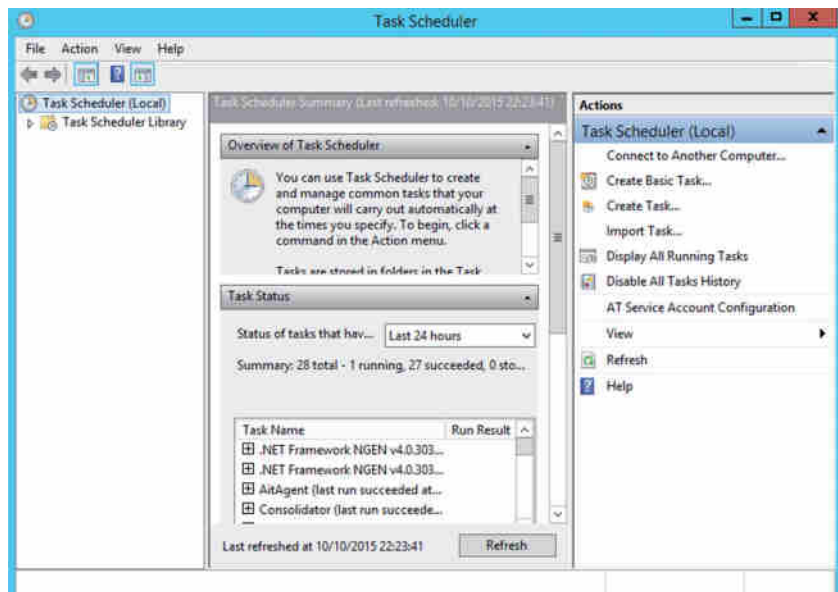 Task Scheduler
File Action View Help
Task Scheduler (Local)
Task Scheduler Library
Task Scheduler Summary (Last refreshed: 10/10/2015 22:23:41)
Overview of Task Scheduler
You can use Task Scheduler to create
and manage common tasks that your
computer will carry out automatically at
the times you specify. To begin, click a
command in the Action menu.
Tasks are stored in folders in the Task
Task Status
Status of tasks that hav... Last 24 hours
Summary: 28 total - 1 running, 27 succeeded, 0 sto...
Task Name Run Result
.NET Framework NGEN v4.0.303...
.NET Framework NGEN v4.0.303...
AitAgent (last run succeeded at...
Consolidator (last run succeede...
Last refreshed at 10/10/2015 22:23:41 Refresh
Actions
Task Scheduler (Local)
Connect to Another Computer...
Create Basic Task...
Create Task...
Import Task...
Display All Running Tasks
Disable All Tasks History
AT Service Account Configuration
View
Refresh
Help